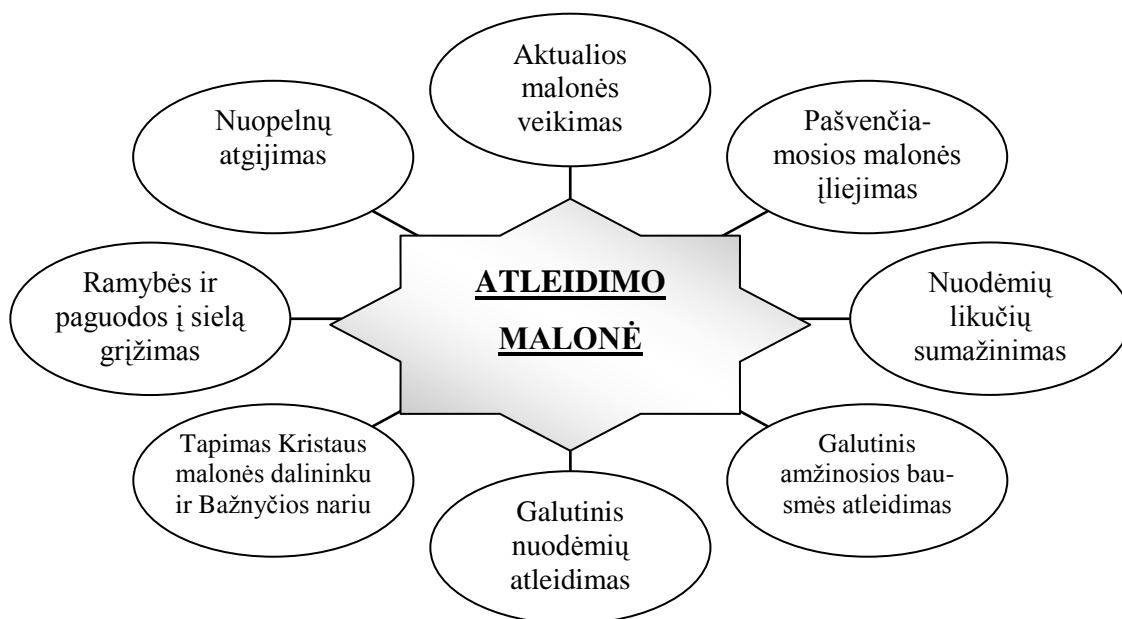 Aktualios
malonės
veikimas
Nuopelnų
atgijimas
Pašvenčia-
mosios malonės
įliejimas
Ramybės ir
paguodos į sielą
grįžimas
ATLEIDIMO
MALONĖ
Nuodėmių
likučių
sumažinimas
Tapimas Kristaus
malonės dalininku
ir Bažnyčios nariu
Galutinis
nuodėmių
atleidimas
Galutinis
amžinosios bau-
smės atleidimas